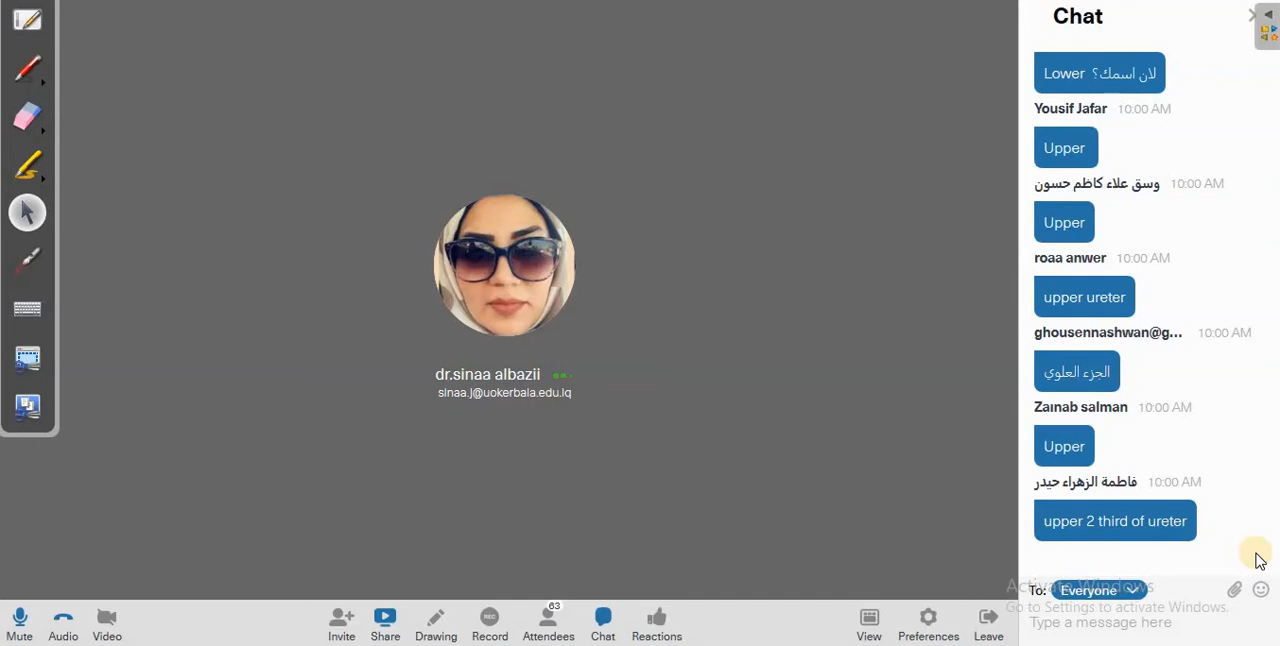 Chat
Lower لان اسمك؟
Yousif Jafar 10:00 AM
Upper
وسق علاء كاظم حسون 10:00 AM
Upper
roaa anwer 10:00 AM
upper ureter
ghousennashwan@g... 10:00 AM
الجزء العلوي
Zaınab salman 10:00 AM
Upper
فاطمة الزهراء حيدر 10:00 AM
upper 2 third of ureter
dr.sinaa albazii
sinaa.j@uokerbala.edu.iq
Activate Windows
To: Everyone
Go to Settings to activate Windows.
Type a message here
63
REC
Mute Audio Video Invite Share Drawing Record Attendees Chat Reactions View Preferences Leave